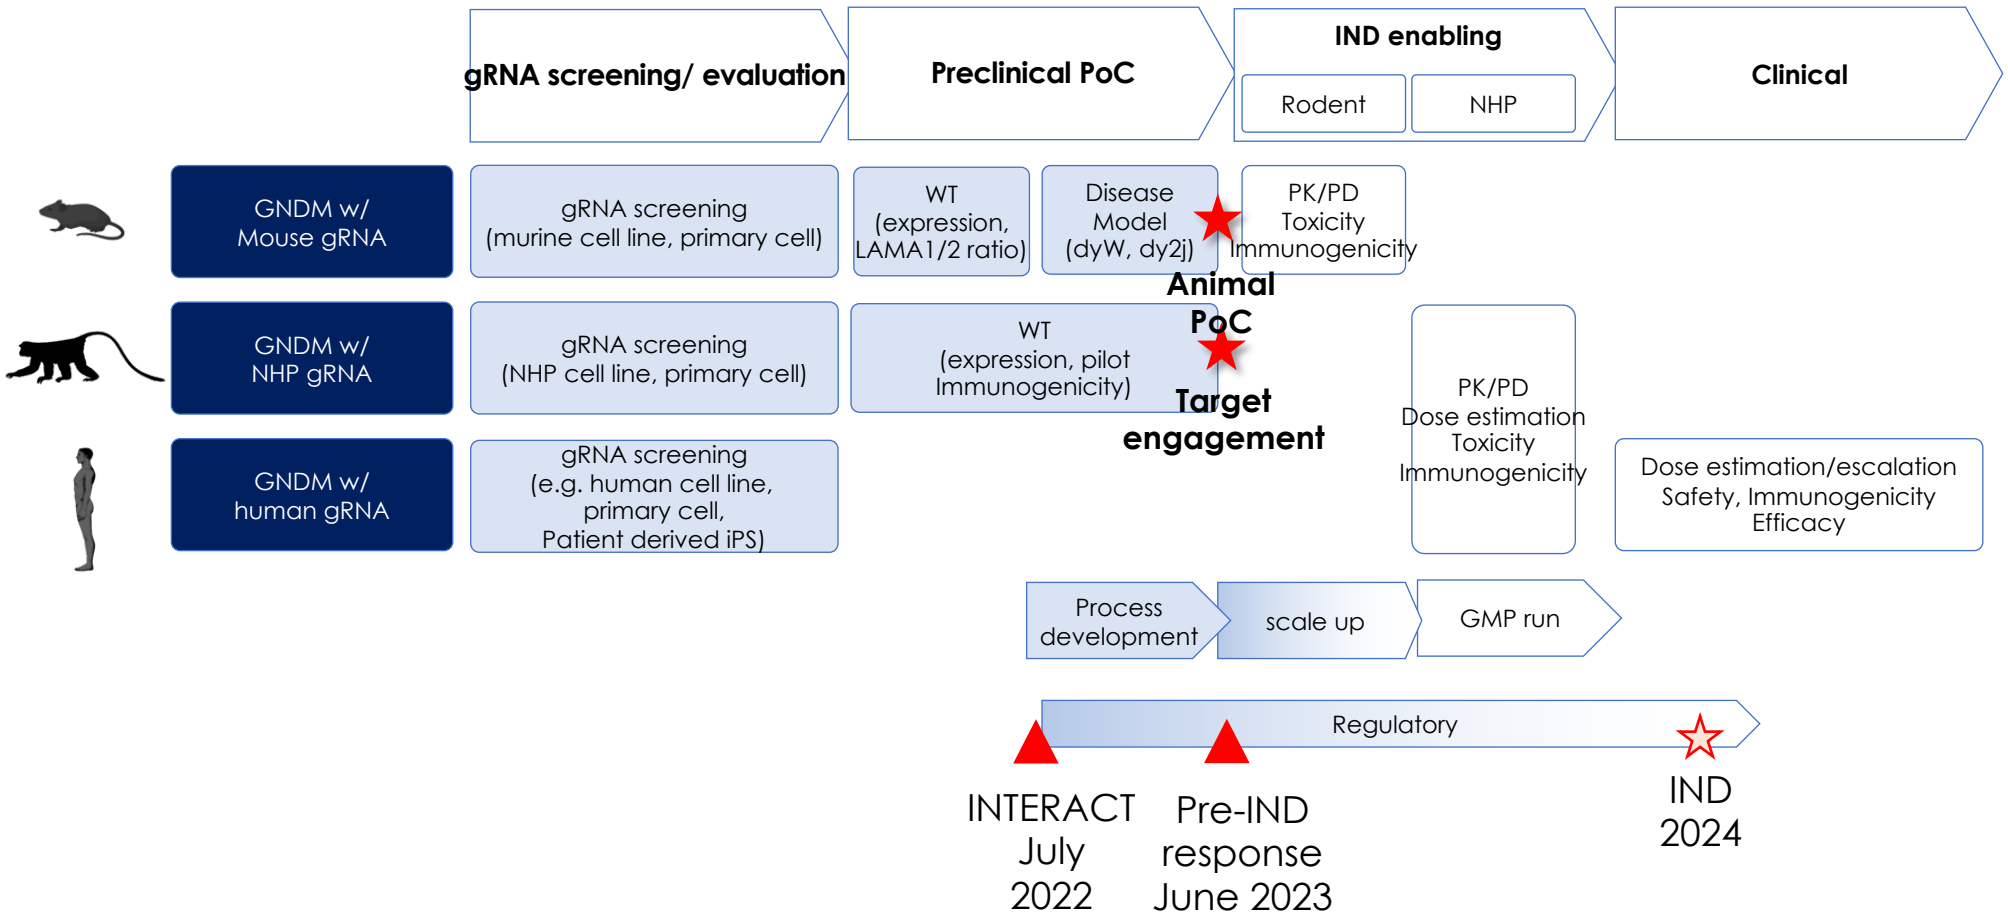 gRNA screening/ evaluation
Preclinical PoC
IND enabling
Rodent
NHP
Clinical
GNDM w/
Mouse gRNA
gRNA screening
(murine cell line, primary cell)
WT
(expression,
LAMA1/2 ratio)
Disease
Model
(dyW, dy2j)
PK/PD
Toxicity
Immunogenicity
Animal
PoC
GNDM w/
NHP gRNA
gRNA screening
(NHP cell line, primary cell)
WT
(expression, pilot
Immunogenicity)
Target
engagement
PK/PD
Dose estimation
Toxicity
Immunogenicity
GNDM w/
human gRNA
gRNA screening
(e.g. human cell line,
primary cell,
Patient derived iPS)
Dose estimation/escalation
Safety, Immunogenicity
Efficacy
Process
development
scale up
GMP run
Regulatory
INTERACT
July
2022
Pre-IND
response
June 2023
IND
2024